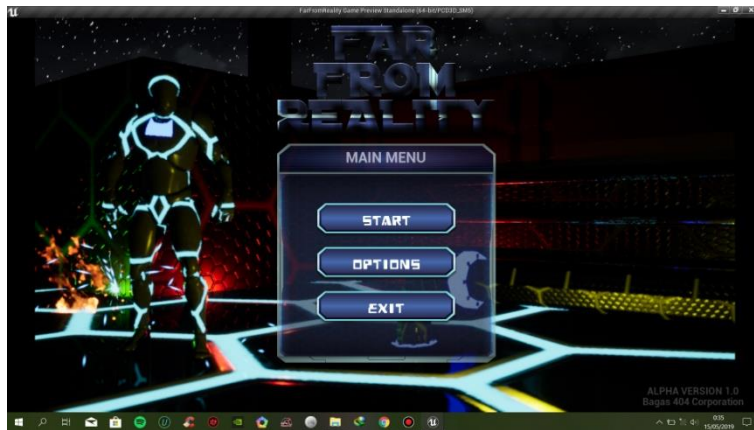 FarFromReality Game Preview Standalone (64-bit/PCD3D_SM5)
FAR
FROM
REALITY
MAIN MENU
START
OPTIONS
EXIT
ALPHA VERSION 1.0
Bagas 404 Corporation
0:35
15/05/2019